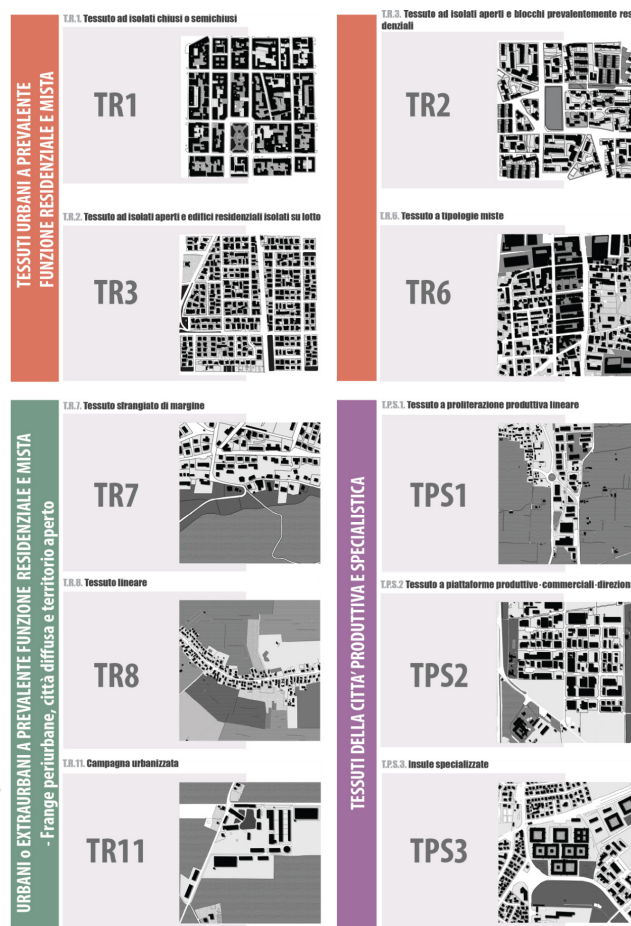 TESSUTI URBANI A PREVALENTE
FUNZIONE RESIDENZIALE E MISTA
T.R.1. Tessuto ad isolati chiusi o semichiusi
TR1
T.R.2. Tessuto ad isolati aperti e edifici residenziali isolati su lotto
TR3
T.R.3. Tessuto ad isolati aperti e blocchi prevalentemente res
denziali
TR2
T.R.6. Tessuto a tipologie miste
TR6
URBANI o EXTRAURBANI A PREVALENTE FUNZIONE RESIDENZIALE E MISTA
- Frange periurbane, città diffusa e territorio aperto
T.R.7. Tessuto sfrangiato di margine
TR7
T.R.8. Tessuto lineare
TR8
T.R.11. Campagna urbanizzata
TR11
TESSUTI DELLA CITTA' PRODUTTIVA E SPECIALISTICA
T.P.S.1. Tessuto a proliferazione produttiva lineare
TPS1
T.P.S.2 Tessuto a piattaforme produttive-commerciali-direzion
TPS2
T.P.S.3. Insule specializzate
TPS3